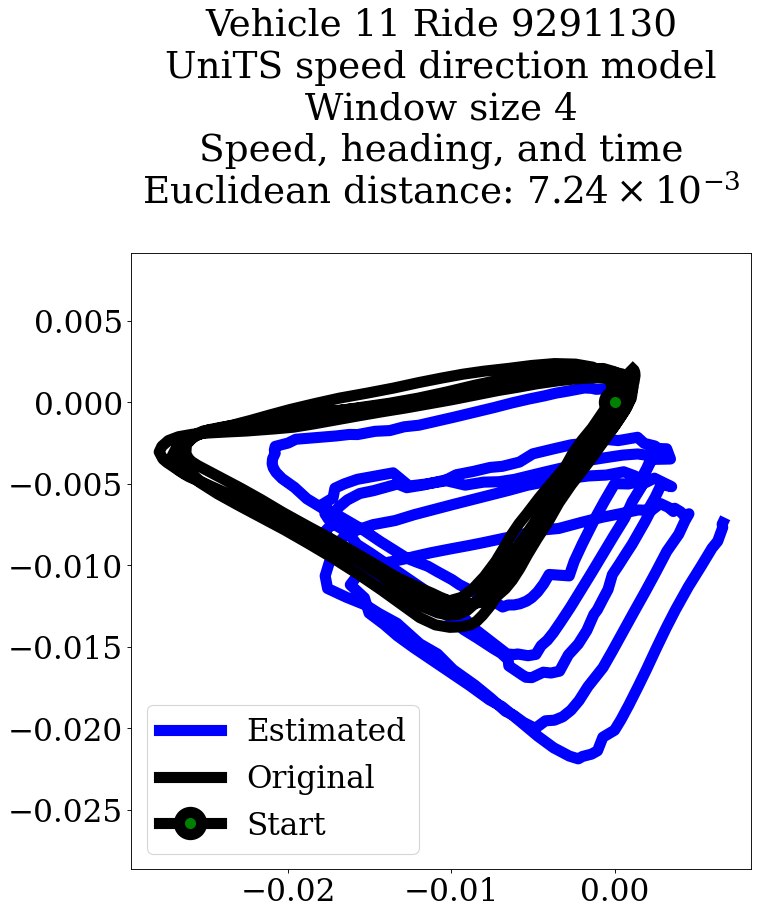 Vehicle 11 Ride 9291130
UniTS speed direction model
Window size 4
Speed, heading, and time
Euclidean distance: 7.24 × 10⁻³
0.005
0.000
−0.005
−0.010
−0.015
−0.020
−0.025
Estimated
Original
Start
−0.02 −0.01 0.00